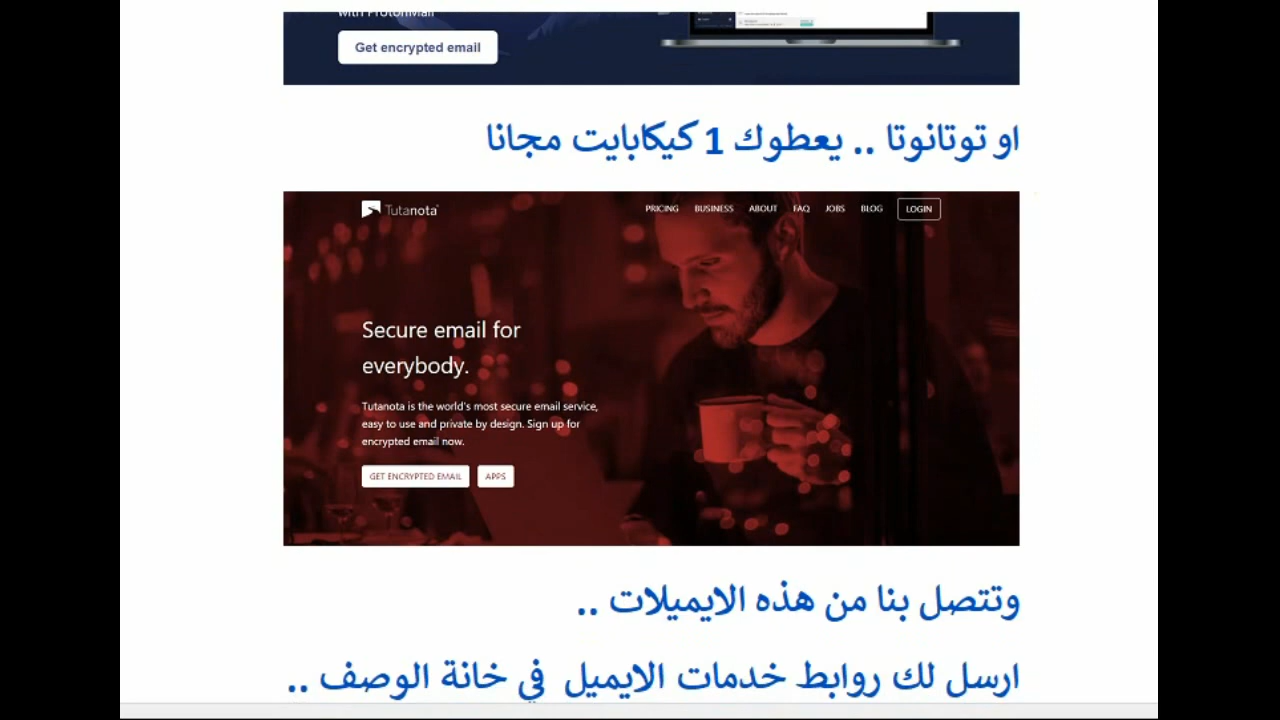 with ProtonMail
Get encrypted email
او توتانوتا .. يعطوك 1 كيكابايت مجانا
Tutanota
PRICING BUSINESS ABOUT FAQ JOBS BLOG LOGIN
Secure email for
everybody.
Tutanota is the world's most secure email service,
easy to use and private by design. Sign up for
encrypted email now.
GET ENCRYPTED EMAIL APPS
وتتصل بنا من هذه الايميلات ..
ارسل لك روابط خدمات الايميل في خانة الوصف ..